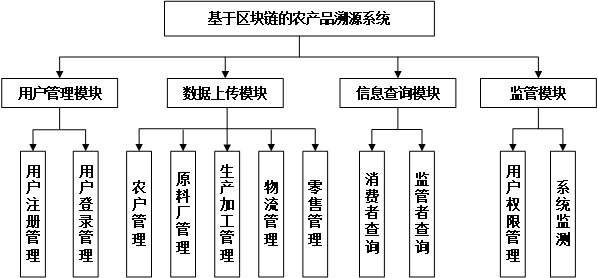 基于区块链的农产品溯源系统
用户管理模块
数据上传模块
信息查询模块
监管模块
用户注册管理
用户登录管理
农户管理
原料厂管理
生产加工管理
物流管理
零售管理
消费者查询
监管者查询
用户权限管理
系统监测